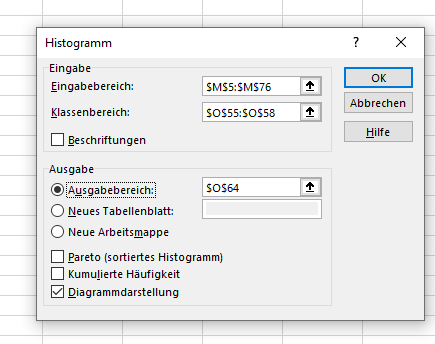 Histogramm
Eingabe
Eingabebereich: $M$5:$M$76
Klassenbereich: $O$55:$O$58
Beschriftungen
OK
Abbrechen
Hilfe
Ausgabe
Ausgabebereich: $O$64
Neues Tabellenblatt:
Neue Arbeitsmappe
Pareto (sortiertes Histogramm)
Kumulierte Häufigkeit
Diagrammdarstellung